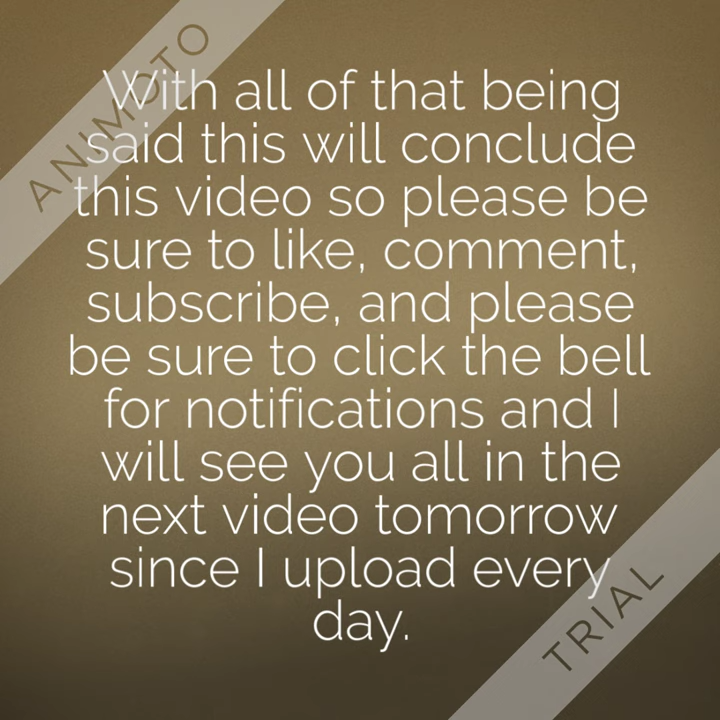 ANIMOTO
With all of that being
said this will conclude
this video so please be
sure to like, comment,
subscribe, and please
be sure to click the bell
for notifications and I
will see you all in the
next video tomorrow
since I upload every
day.
TRIAL